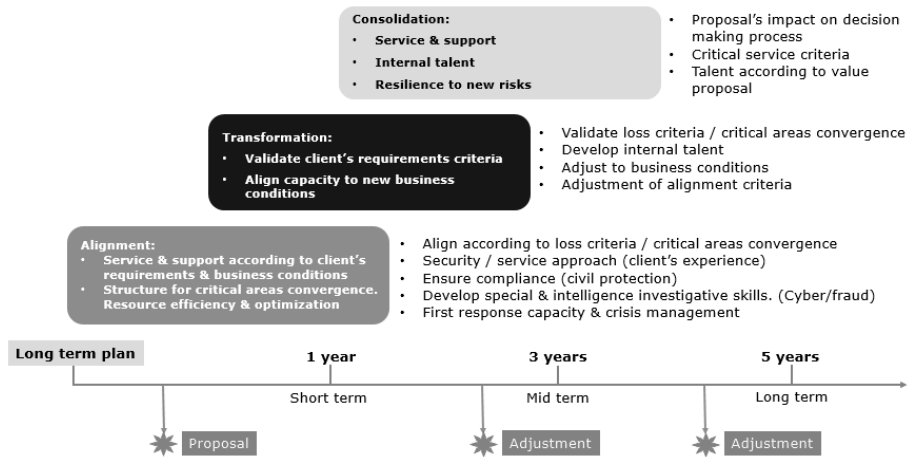 Consolidation:
• Service & support
• Internal talent
• Resilience to new risks
• Proposal's impact on decision
making process
• Critical service criteria
• Talent according to value
proposal
Transformation:
• Validate client's requirements criteria
• Align capacity to new business
conditions
• Validate loss criteria / critical areas convergence
• Develop internal talent
• Adjust to business conditions
• Adjustment of alignment criteria
Alignment:
• Service & support according to client's
requirements & business conditions
• Structure for critical areas convergence.
Resource efficiency & optimization
• Align according to loss criteria / critical areas convergence
• Security / service approach (client's experience)
• Ensure compliance (civil protection)
• Develop special & intelligence investigative skills. (Cyber/fraud)
• First response capacity & crisis management
Long term plan
1 year
3 years
5 years
Short term
Mid term
Long term
Proposal
Adjustment
Adjustment